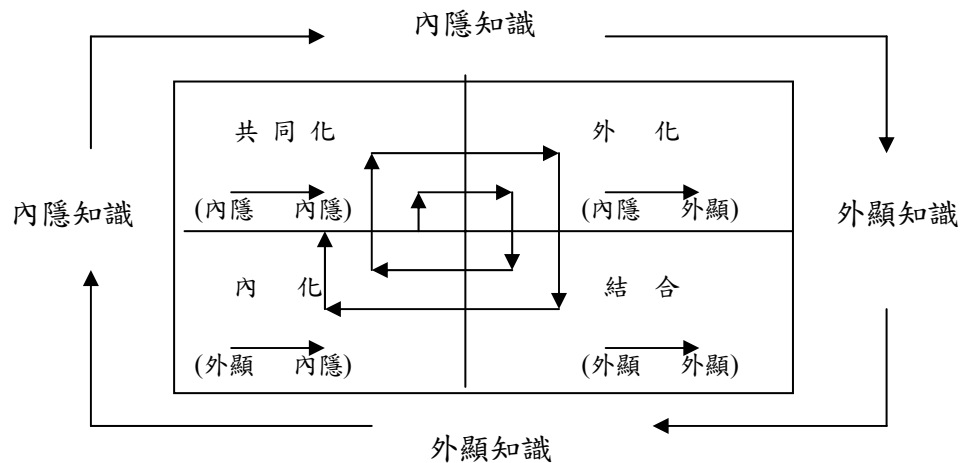 內隱知識
共 同 化
外 化
(內隱 內隱)
(內隱 外顯)
內隱知識
外顯知識
內 化
結 合
(外顯 內隱)
(外顯 外顯)
外顯知識